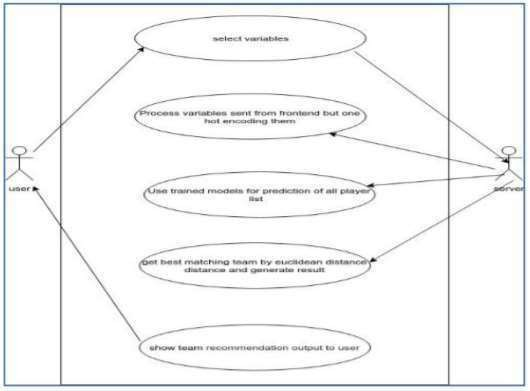 select variables
Process variables sent from frontend but one
hot encoding them
user
server
Use trained models for prediction of all player
list
get best matching team by euclidean distance
distance and generate result
show team recommendation output to user